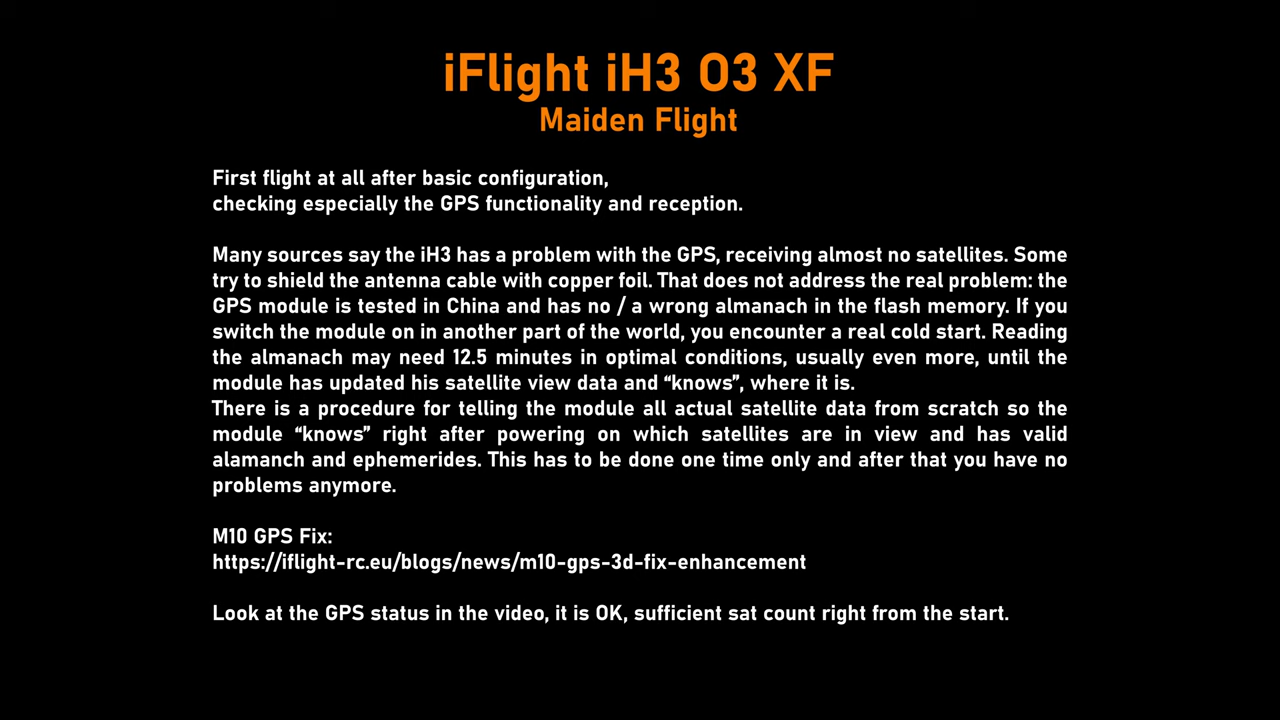 iFlight iH3 O3 XF
Maiden Flight
First flight at all after basic configuration,
checking especially the GPS functionality and reception.
Many sources say the iH3 has a problem with the GPS, receiving almost no satellites. Some
try to shield the antenna cable with copper foil. That does not address the real problem: the
GPS module is tested in China and has no / a wrong almanach in the flash memory. If you
switch the module on in another part of the world, you encounter a real cold start. Reading
the almanach may need 12.5 minutes in optimal conditions, usually even more, until the
module has updated his satellite view data and “knows”, where it is.
There is a procedure for telling the module all actual satellite data from scratch so the
module “knows” right after powering on which satellites are in view and has valid
alamanch and ephemerides. This has to be done one time only and after that you have no
problems anymore.
M10 GPS Fix:
https://iflight-rc.eu/blogs/news/m10-gps-3d-fix-enhancement
Look at the GPS status in the video, it is OK, sufficient sat count right from the start.